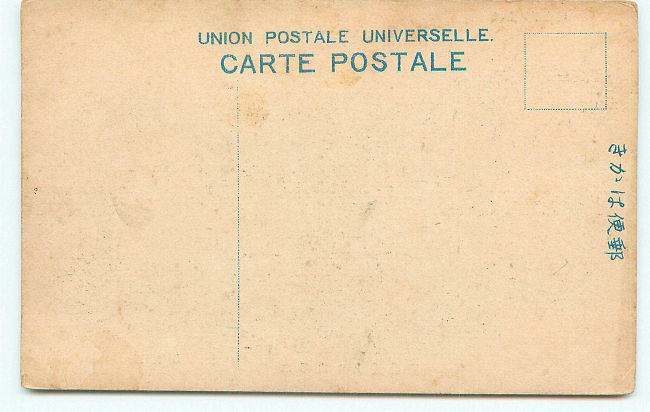 UNION POSTALE UNIVERSELLE.
CARTE POSTALE
きかは便郵